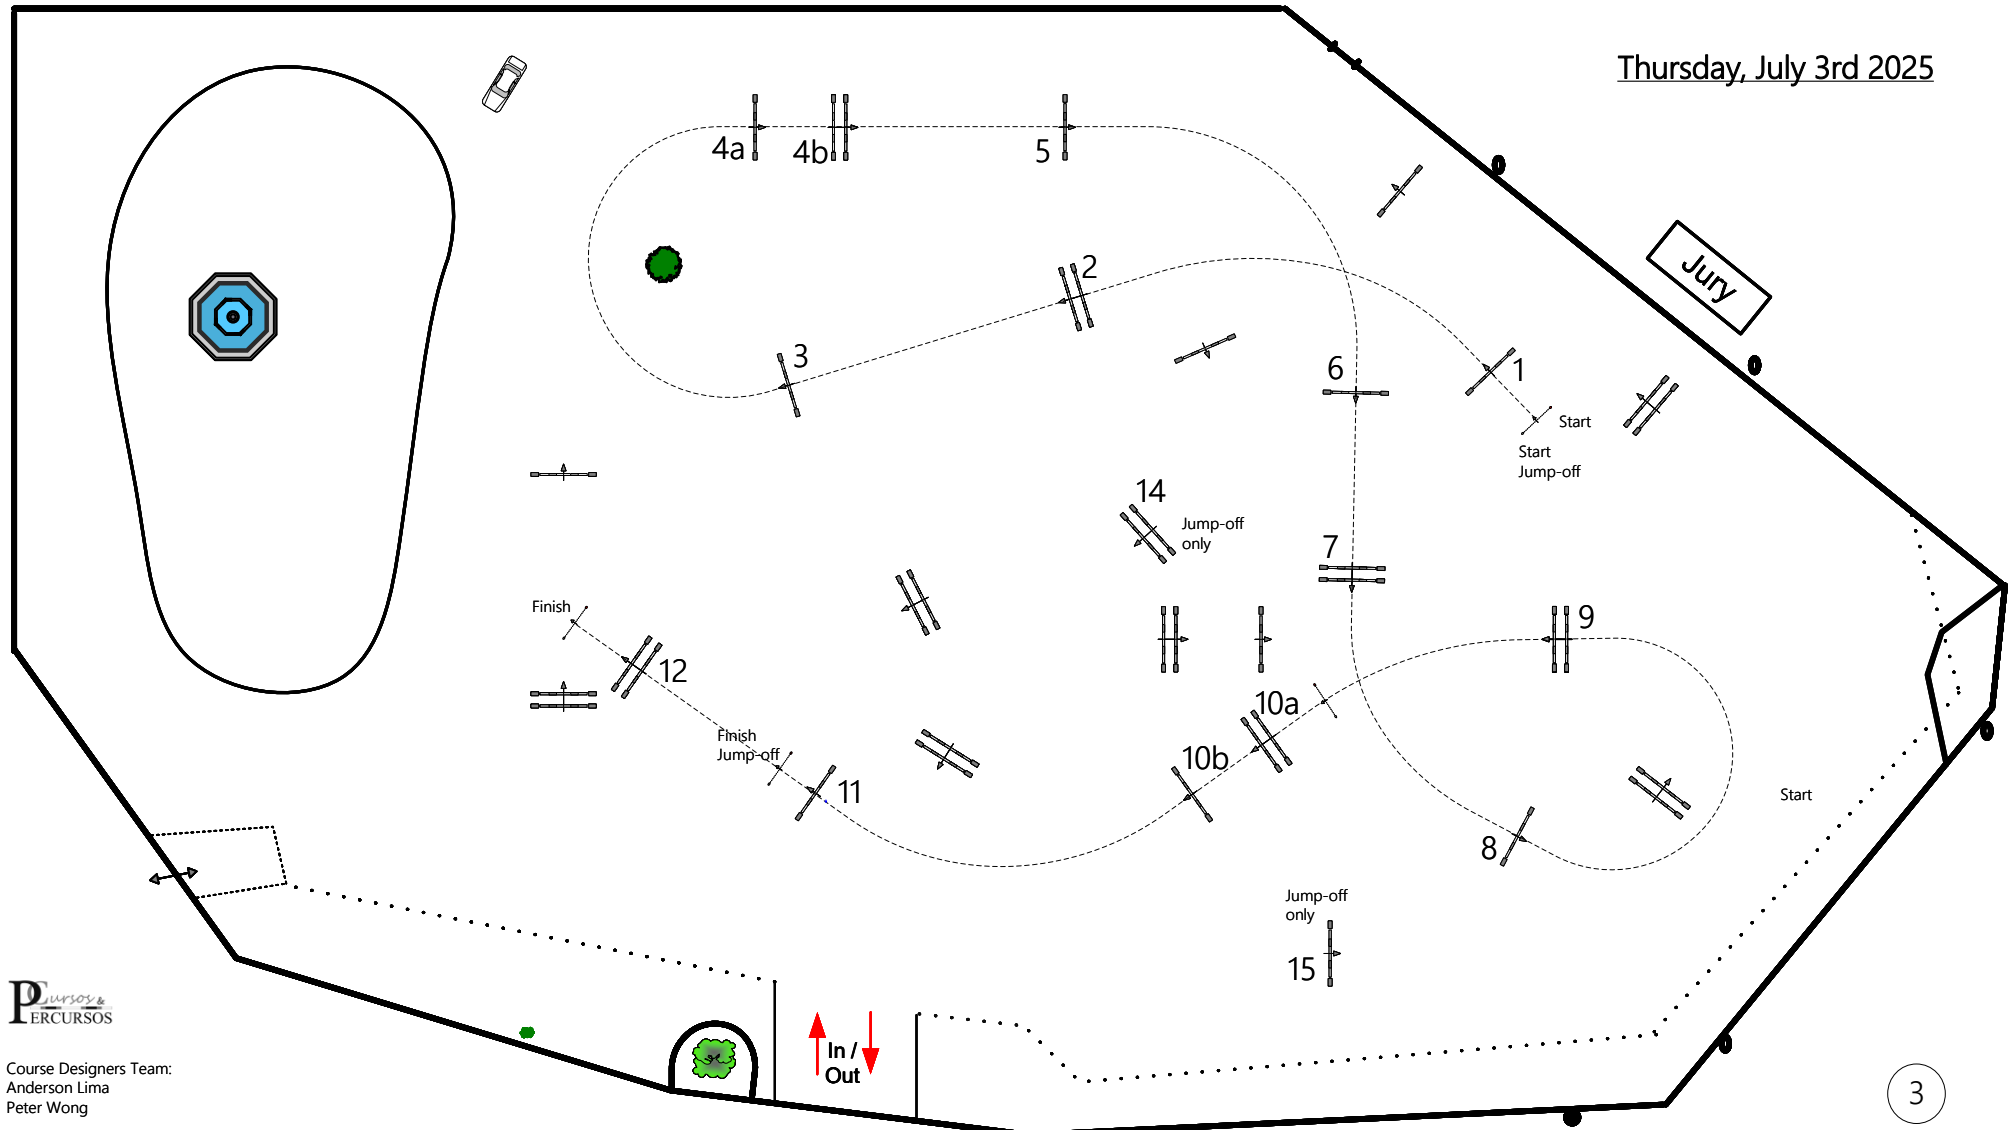 Thursday, July 3rd 2025
4a
4b
5
Jury
2
3
6
1
Start
Start
Jump-off
14
Jump-off
only
7
Finish
9
12
10a
Finish
Jump-off
10b
11
Start
8
Jump-off
only
15
Cursos &
PERCURSOS
In /
Out
Course Designers Team:
Anderson Lima
Peter Wong
3